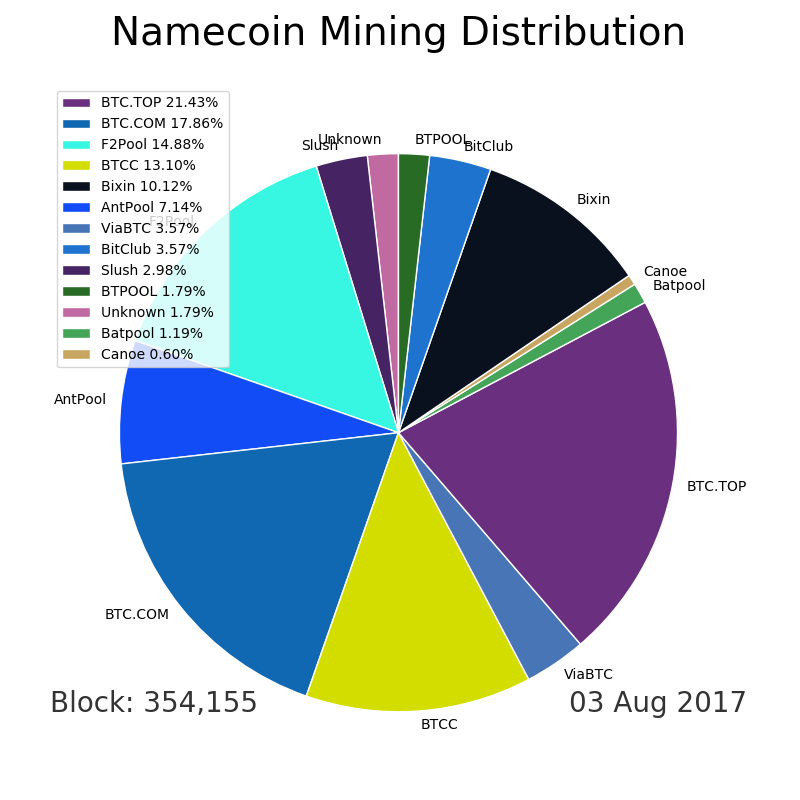 Namecoin Mining Distribution
BTC.TOP 21.43%
BTC.COM 17.86%
F2Pool 14.88%
BTCC 13.10%
Bixin 10.12%
AntPool 7.14%
ViaBTC 3.57%
BitClub 3.57%
Slush 2.98%
BTPOOL 1.79%
Unknown 1.79%
Batpool 1.19%
Canoe 0.60%
Slush
Unknown
BTPOOL
BitClub
Bixin
Canoe
Batpool
F2Pool
AntPool
BTC.TOP
BTC.COM
ViaBTC
BTCC
Block: 354,155
03 Aug 2017